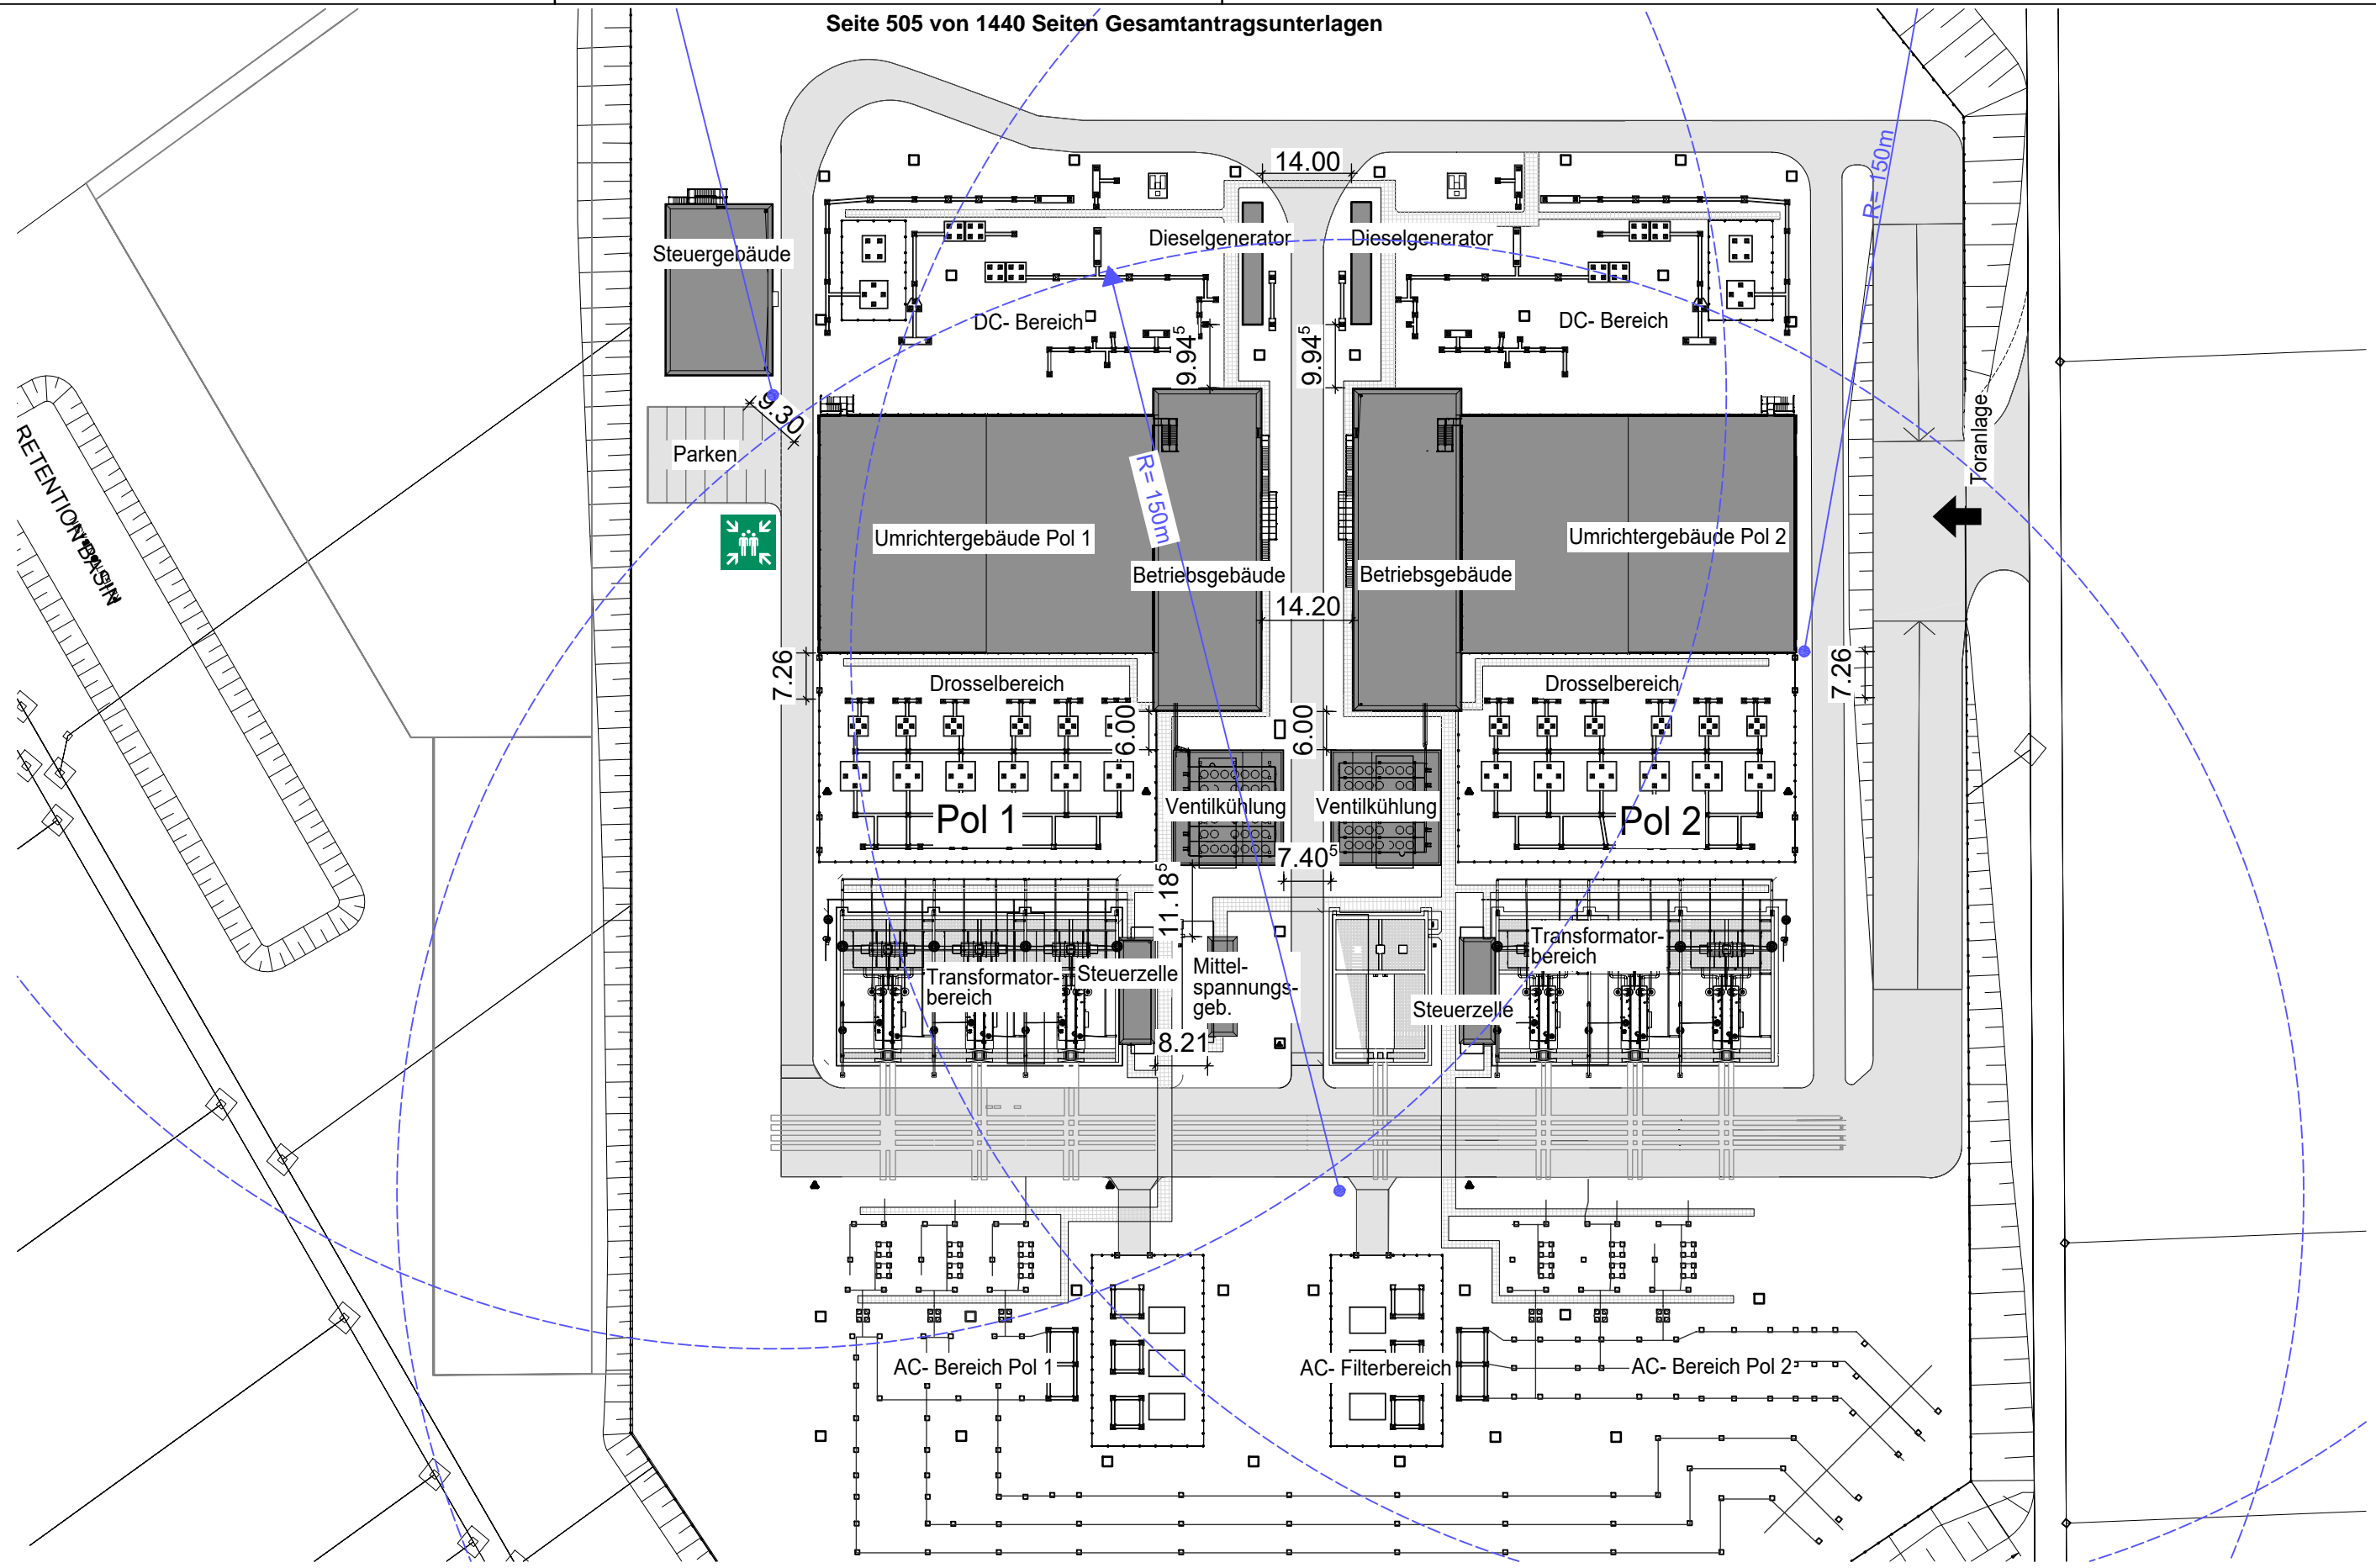 Seite 505 von 1440 Seiten Gesamtantragsunterlagen
R= 150m
14.00
Steuergebäude
Dieselgenerator
Dieselgenerator
DC- Bereich
DC- Bereich
9.94⁵
9.94⁵
9.30
Parken
Toranlage
RETENTION BASIN
R= 150m
Umrichtergebäude Pol 1
Umrichtergebäude Pol 2
Betriebsgebäude
Betriebsgebäude
14.20
7.26
7.26
Drosselbereich
Drosselbereich
6.00
6.00
Pol 1
Ventilkühlung
Ventilkühlung
Pol 2
7.40⁵
11.18⁵
Transformator-
bereich
Steuerzelle
Mittel-
spannungs-
geb.
Transformator-
bereich
Steuerzelle
8.21
AC- Bereich Pol 1
AC- Filterbereich
AC- Bereich Pol 2